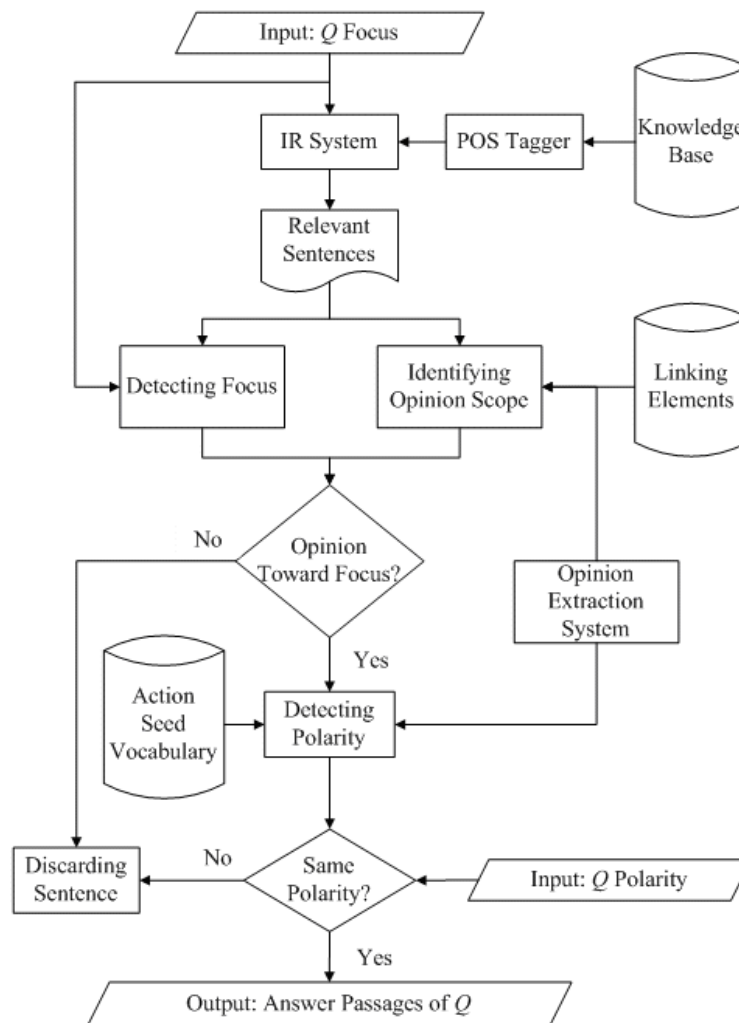 Input: Q Focus
IR System
POS Tagger
Knowledge
Base
Relevant
Sentences
Detecting Focus
Identifying
Opinion Scope
Linking
Elements
No
Opinion
Toward Focus?
Opinion
Extraction
System
Yes
Action
Seed
Vocabulary
Detecting
Polarity
Discarding
Sentence
No
Same
Polarity?
Input: Q Polarity
Yes
Output: Answer Passages of Q